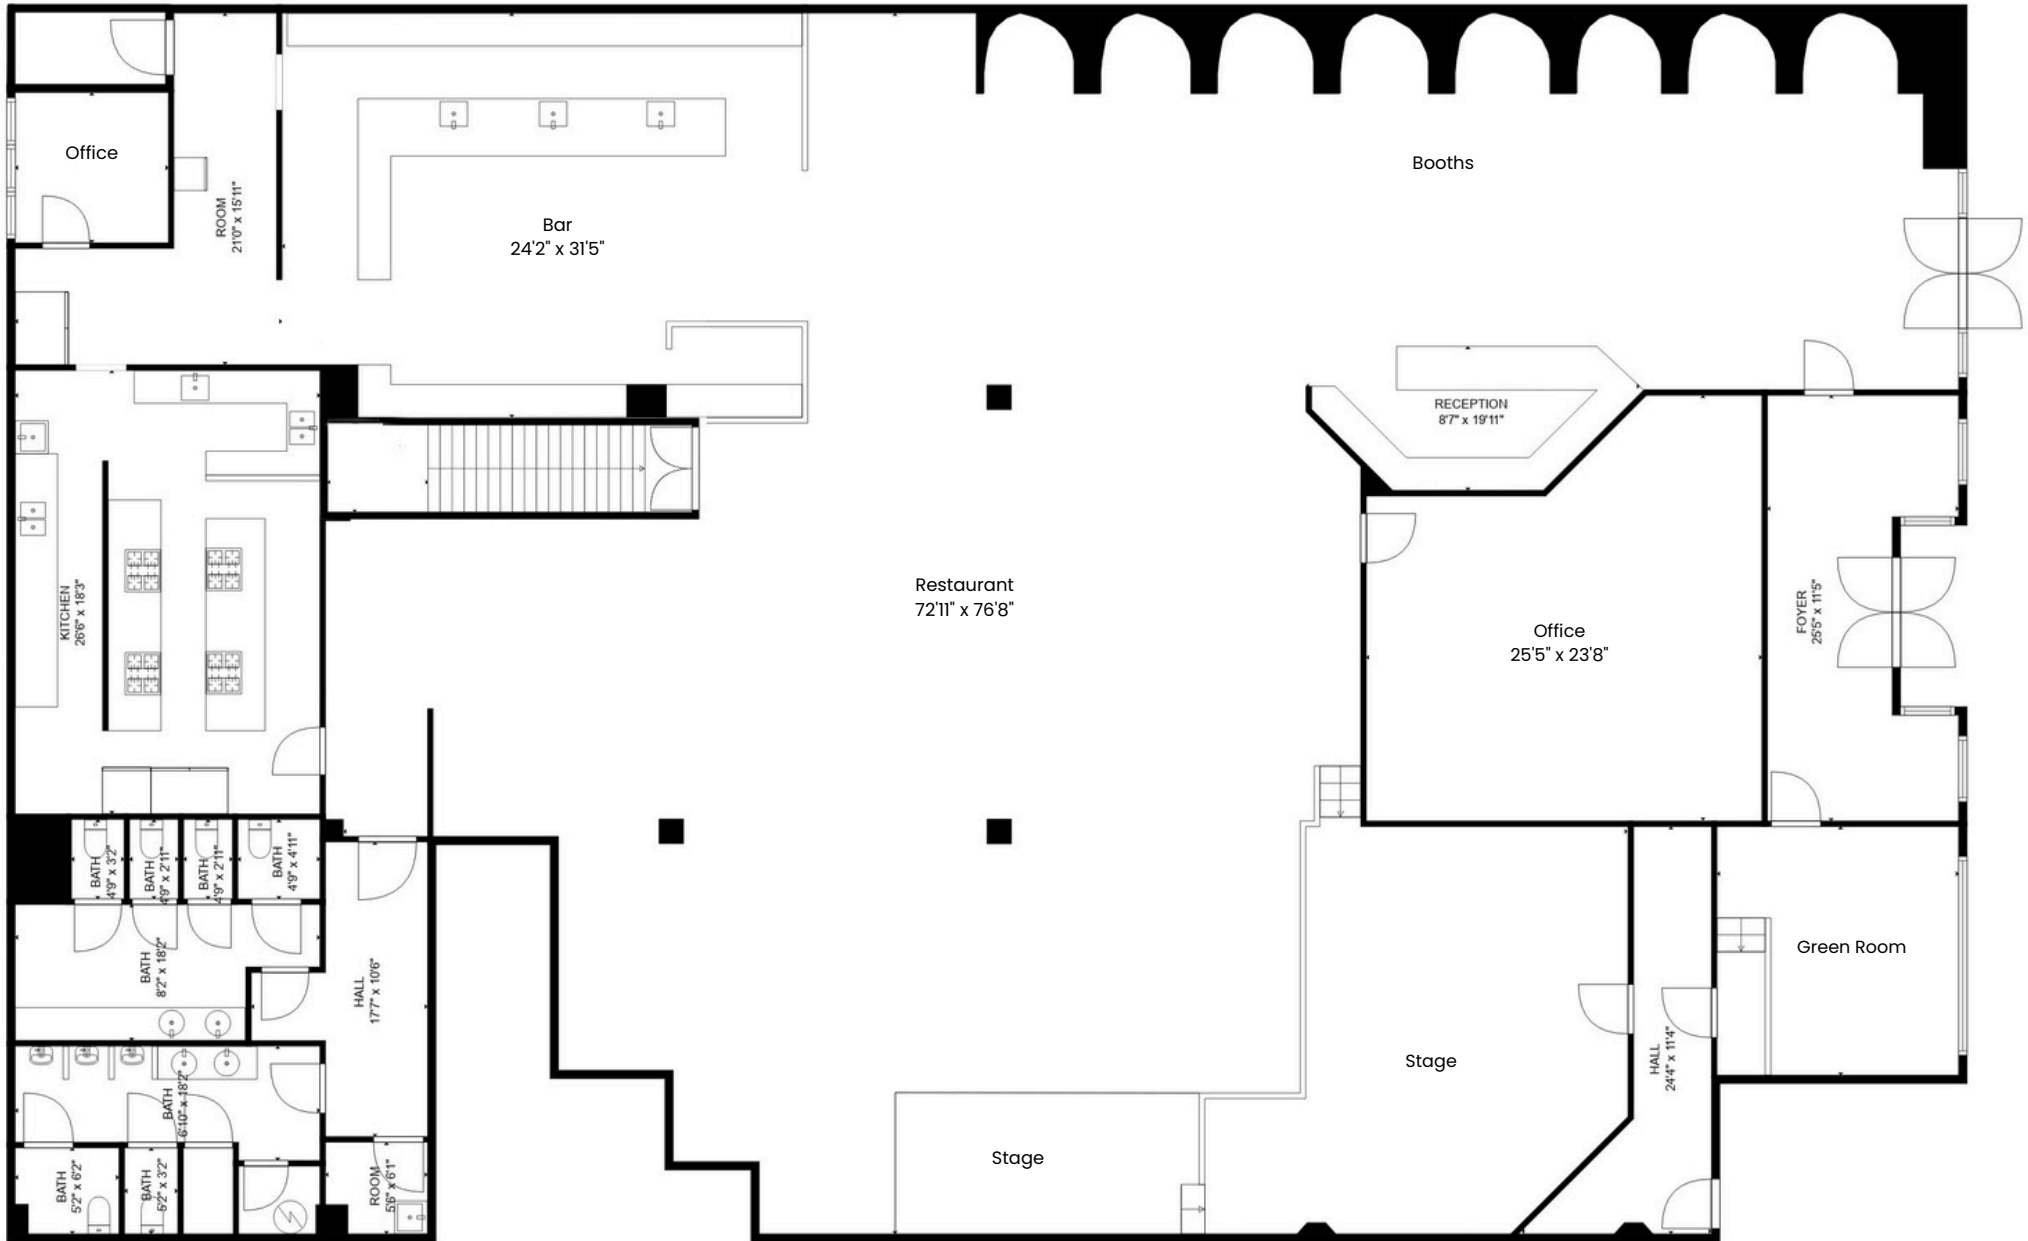 Office
ROOM
21'0" x 15'11"
Bar
24'2" x 31'5"
Booths
RECEPTION
8'7" x 19'11"
KITCHEN
26'6" x 18'3"
Restaurant
72'11" x 76'8"
Office
25'5" x 23'8"
FOYER
25'5" x 11'5"
BATH
4'9" x 3'2"
BATH
4'9" x 2'11"
BATH
4'9" x 2'11"
BATH
4'9" x 4'11"
BATH
8'2" x 18'2"
HALL
17'7" x 10'6"
Green Room
Stage
HALL
24'4" x 11'4"
BATH
6'10" x 18'2"
Stage
BATH
5'2" x 6'2"
BATH
5'2" x 3'2"
ROOM
5'6" x 6'1"